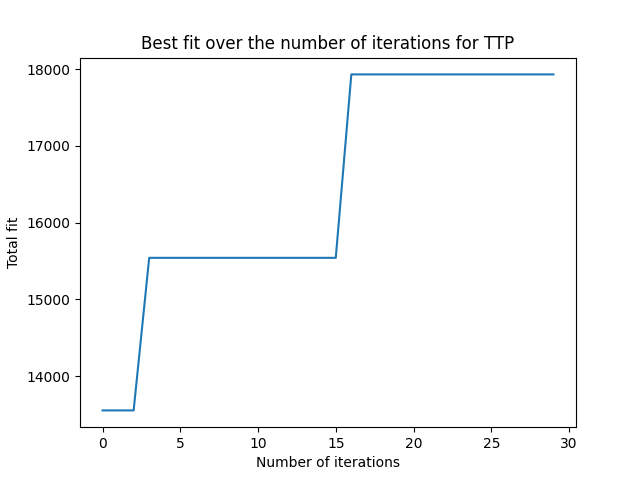 Best fit over the number of iterations for TTP
18000
17000
16000
15000
14000
Total fit
0 5 10 15 20 25 30
Number of iterations